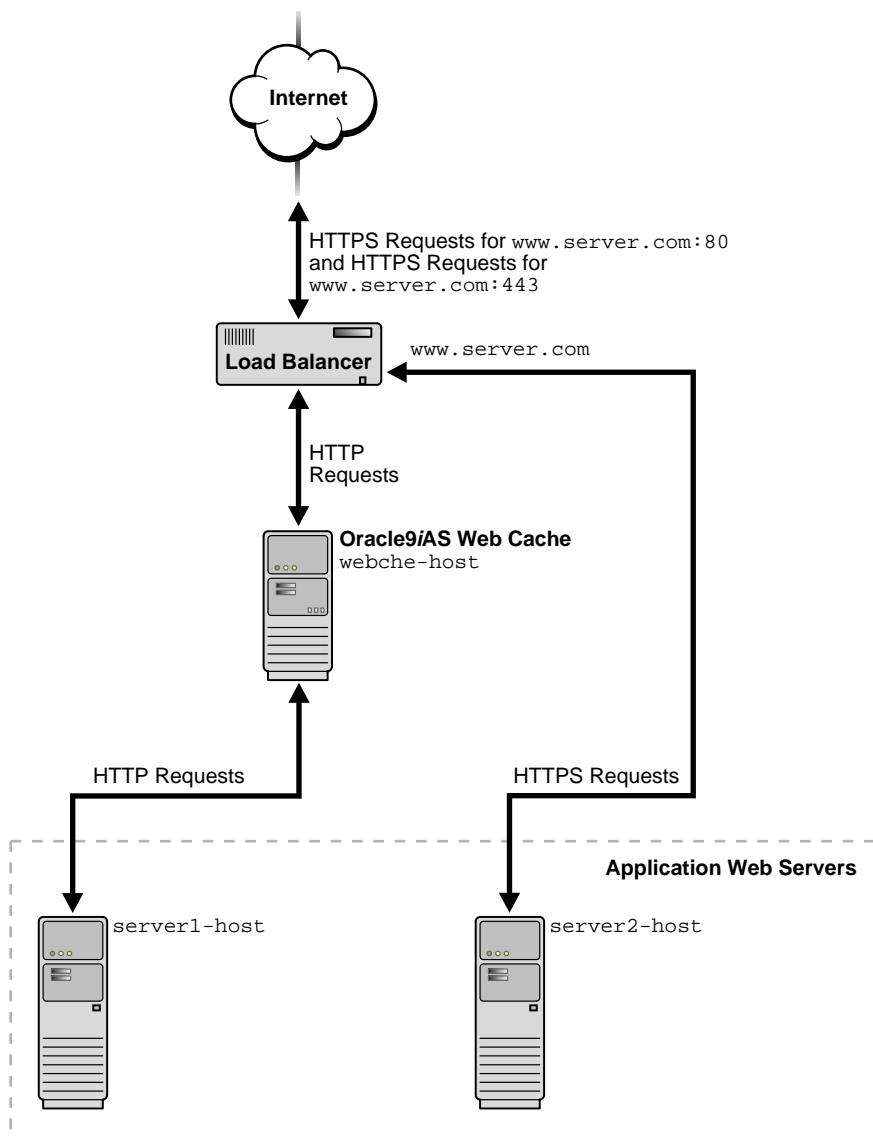 Internet
HTTPS Requests for www.server.com:80
and HTTPS Requests for
www.server.com:443
Load Balancer
www.server.com
HTTP
Requests
Oracle9iAS Web Cache
webche-host
HTTP Requests
HTTPS Requests
Application Web Servers
server1-host
server2-host